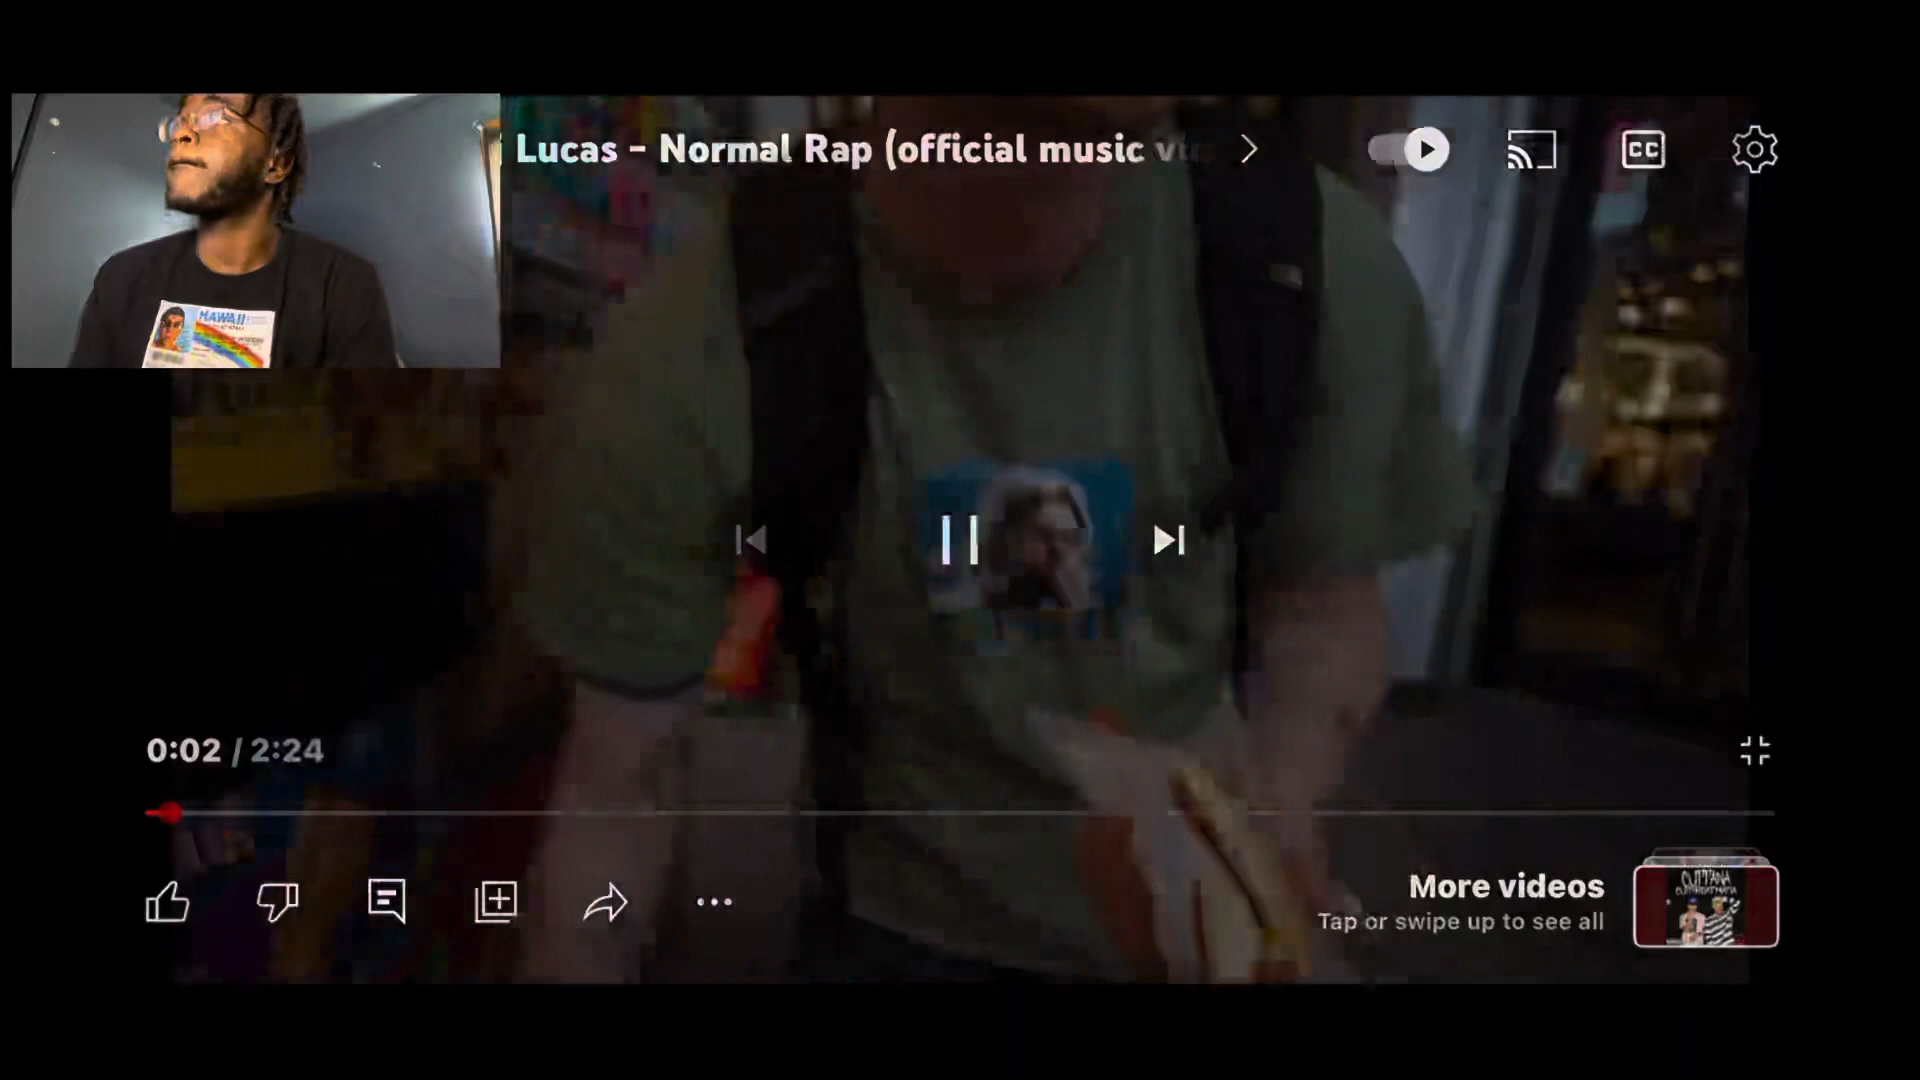 Lucas - Normal Rap (official music
CC
HAWAII
0:02 / 2:24
More videos
Tap or swipe up to see all